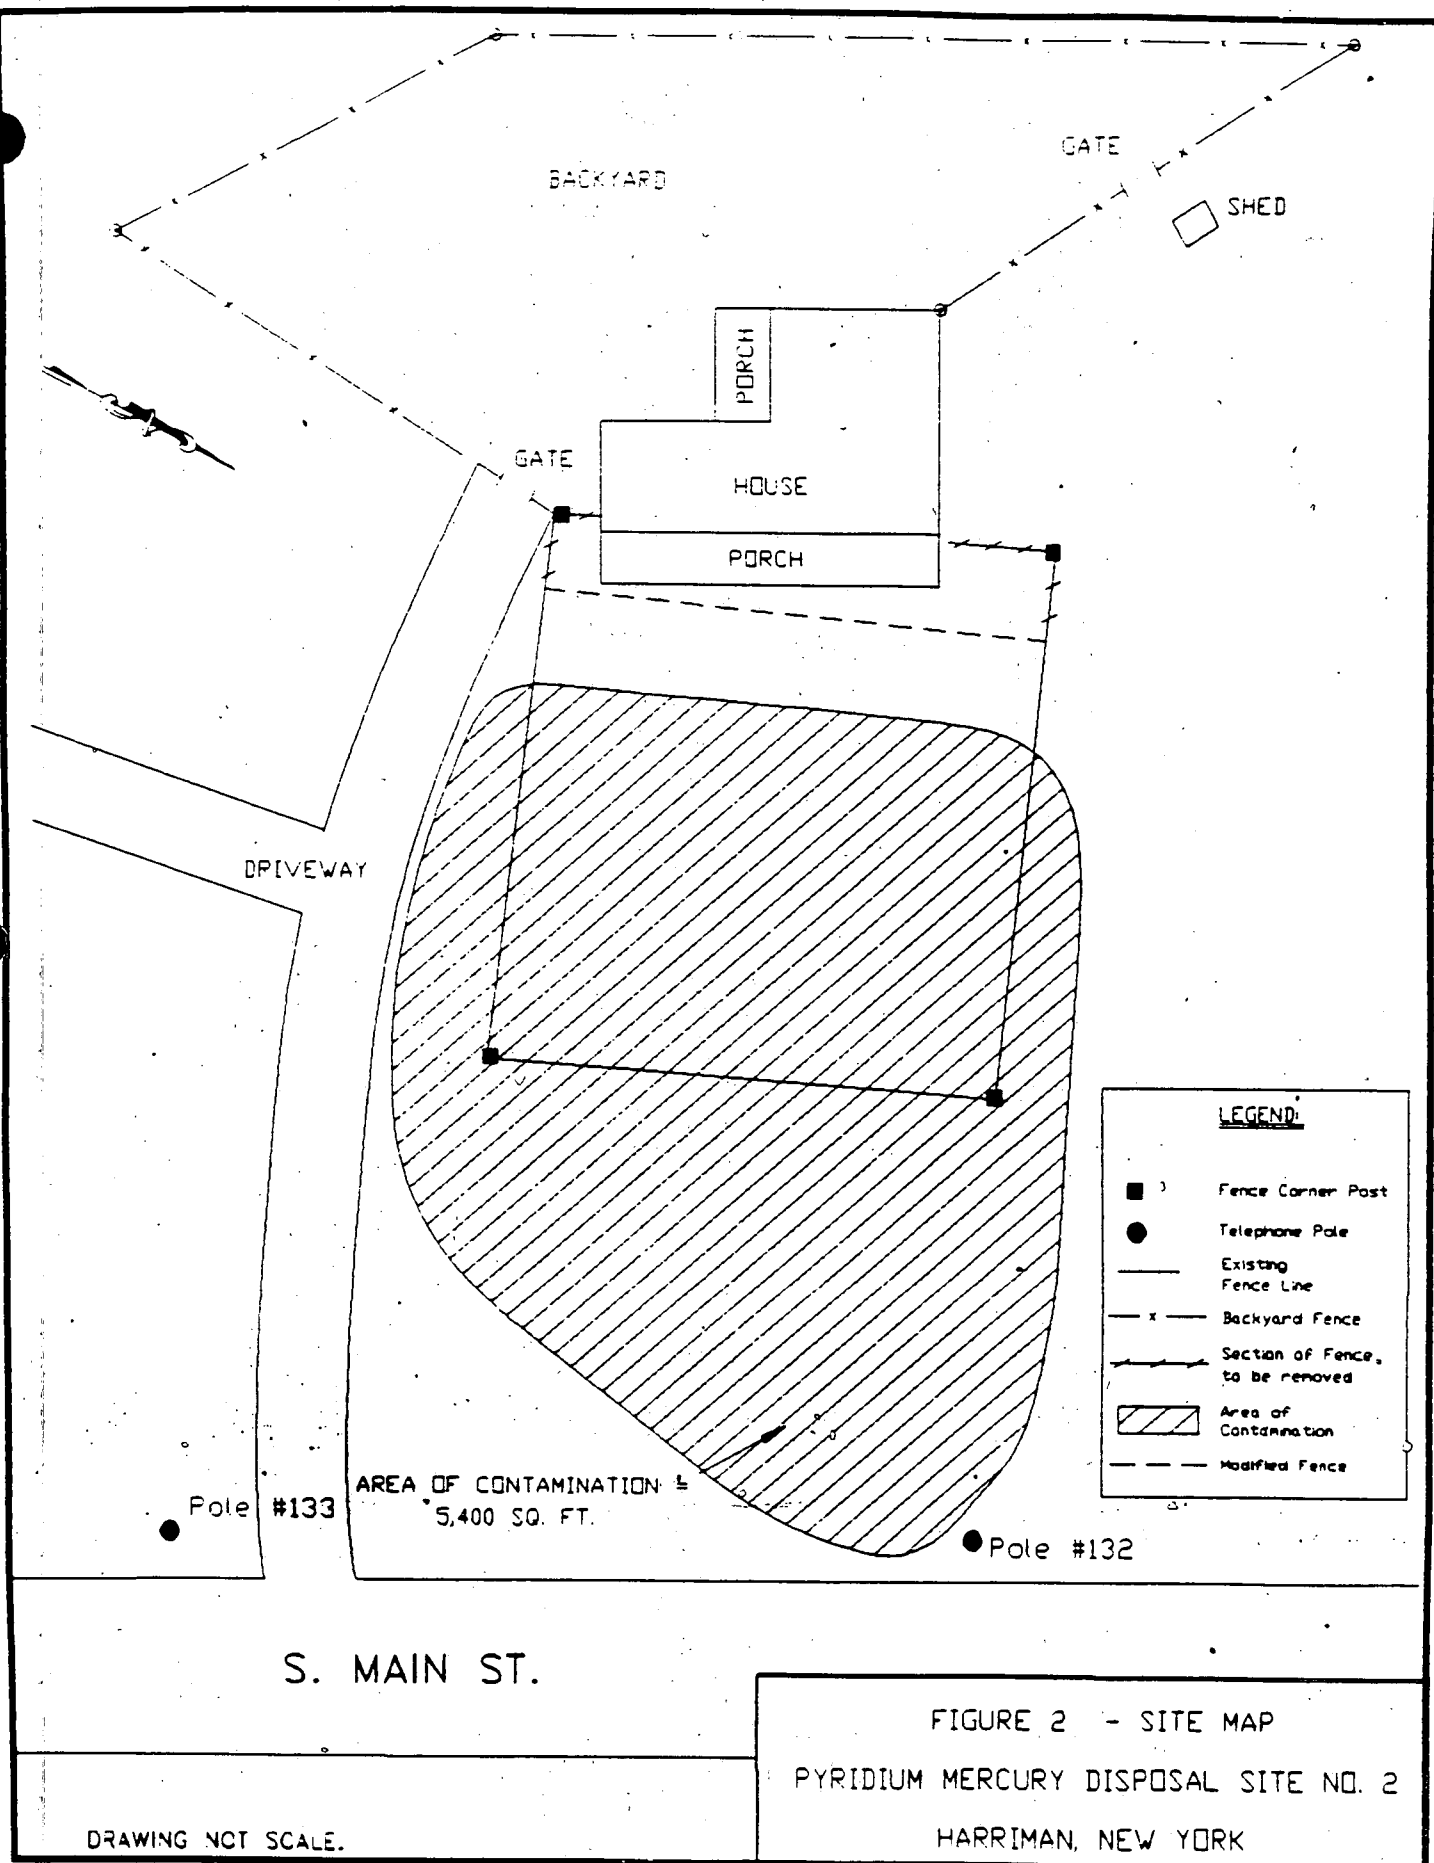 GATE
BACKYARD
SHED
PORCH
GATE
HOUSE
PORCH
DRIVEWAY
LEGEND:
Fence Corner Post
Telephone Pole
Existing
Fence Line
x Backyard Fence
Section of Fence,
to be removed
Area of
Contamination
Modified Fence
AREA OF CONTAMINATION =
5,400 SQ. FT.
Pole #133
Pole #132
S. MAIN ST.
FIGURE 2 - SITE MAP
PYRIDIUM MERCURY DISPOSAL SITE NO. 2
HARRIMAN, NEW YORK
DRAWING NOT SCALE.